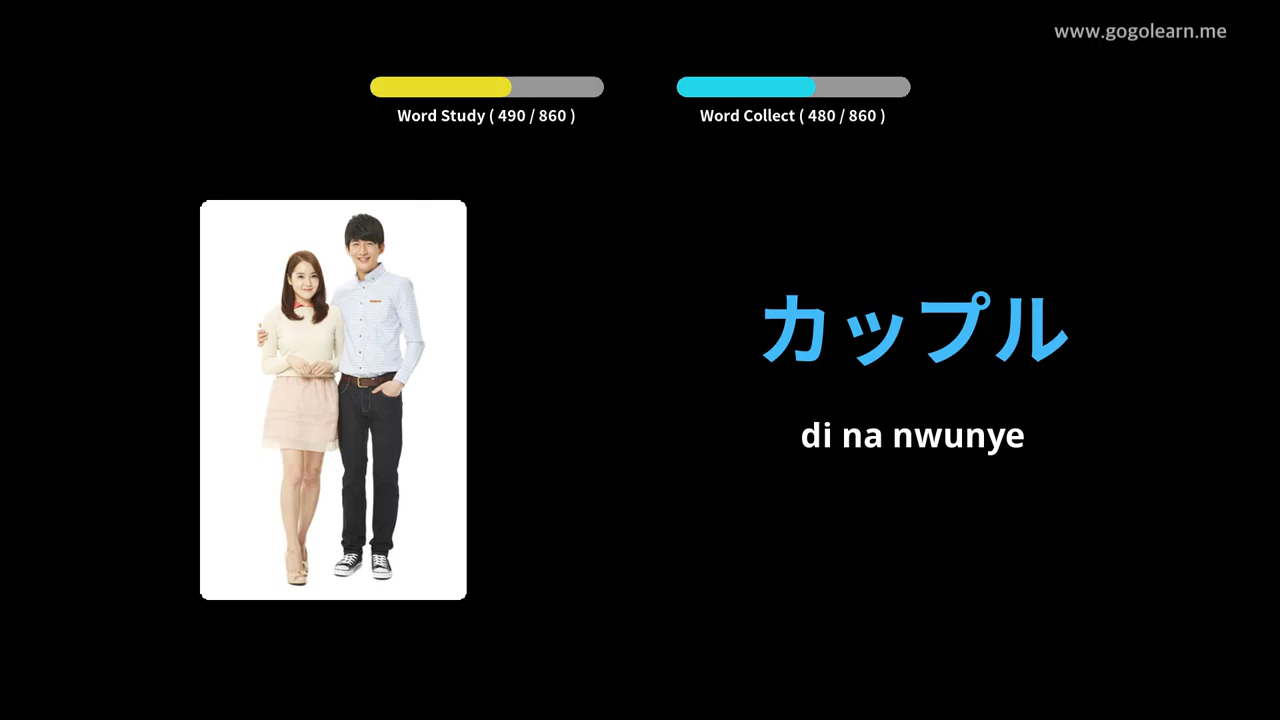 www.gogolearn.me
Word Study ( 490 / 860 )
Word Collect ( 480 / 860 )
カップル
di na nwunye